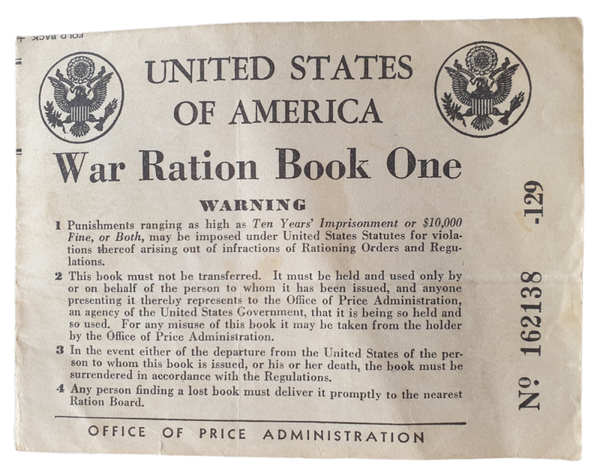 FOLD BACK
UNITED STATES
OF AMERICA
War Ration Book One
WARNING
1 Punishments ranging as high as Ten Years' Imprisonment or $10,000
Fine, or Both, may be imposed under United States Statutes for viola-
tions thereof arising out of infractions of Rationing Orders and Regu-
lations.
2 This book must not be transferred. It must be held and used only by
or on behalf of the person to whom it has been issued, and anyone
presenting it thereby represents to the Office of Price Administration,
an agency of the United States Government, that it is being so held and
so used. For any misuse of this book it may be taken from the holder
by the Office of Price Administration.
3 In the event either of the departure from the United States of the per-
son to whom this book is issued, or his or her death, the book must be
surrendered in accordance with the Regulations.
4 Any person finding a lost book must deliver it promptly to the nearest
Ration Board.
OFFICE OF PRICE ADMINISTRATION
Nº 162138 -129